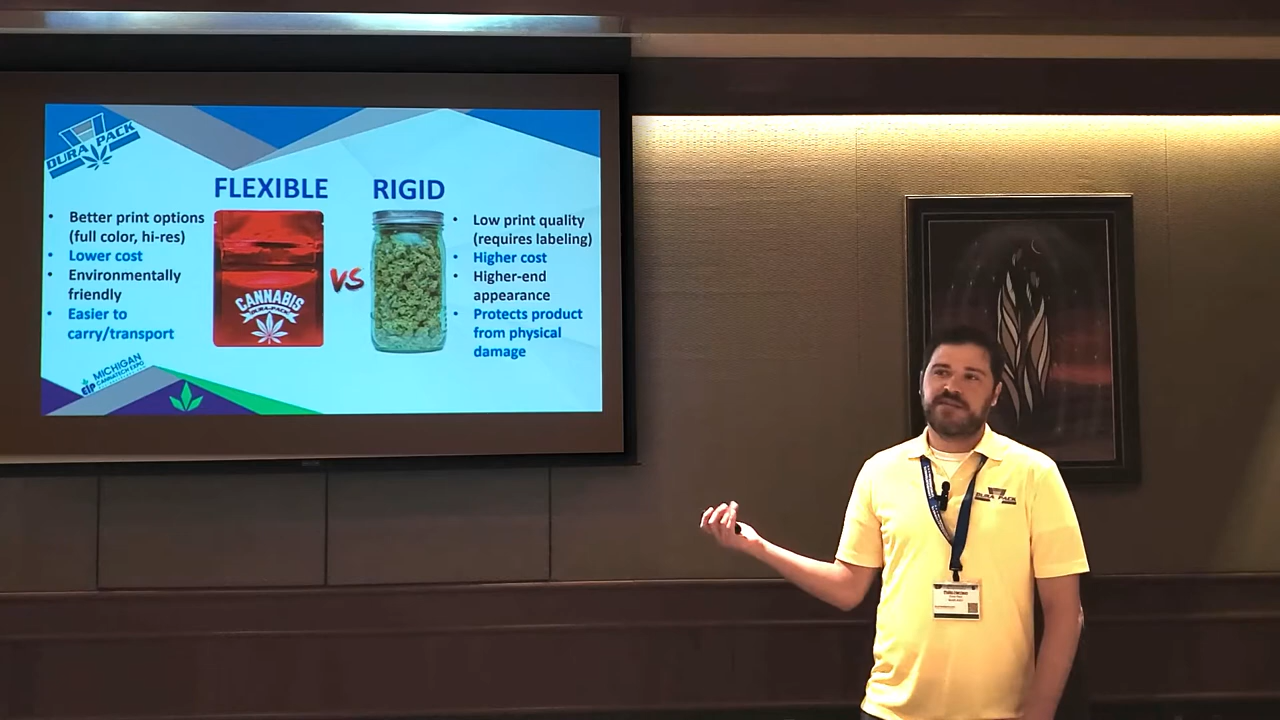 DURA PACK
FLEXIBLE
RIGID
Better print options
(full color, hi-res)
Lower cost
Environmentally
friendly
Easier to
carry/transport
CANNABIS
DURA-PACK
VS
Low print quality
(requires labeling)
Higher cost
Higher-end
appearance
Protects product
from physical
damage
MICHIGAN
CANNATECH EXPO
DURA PACK